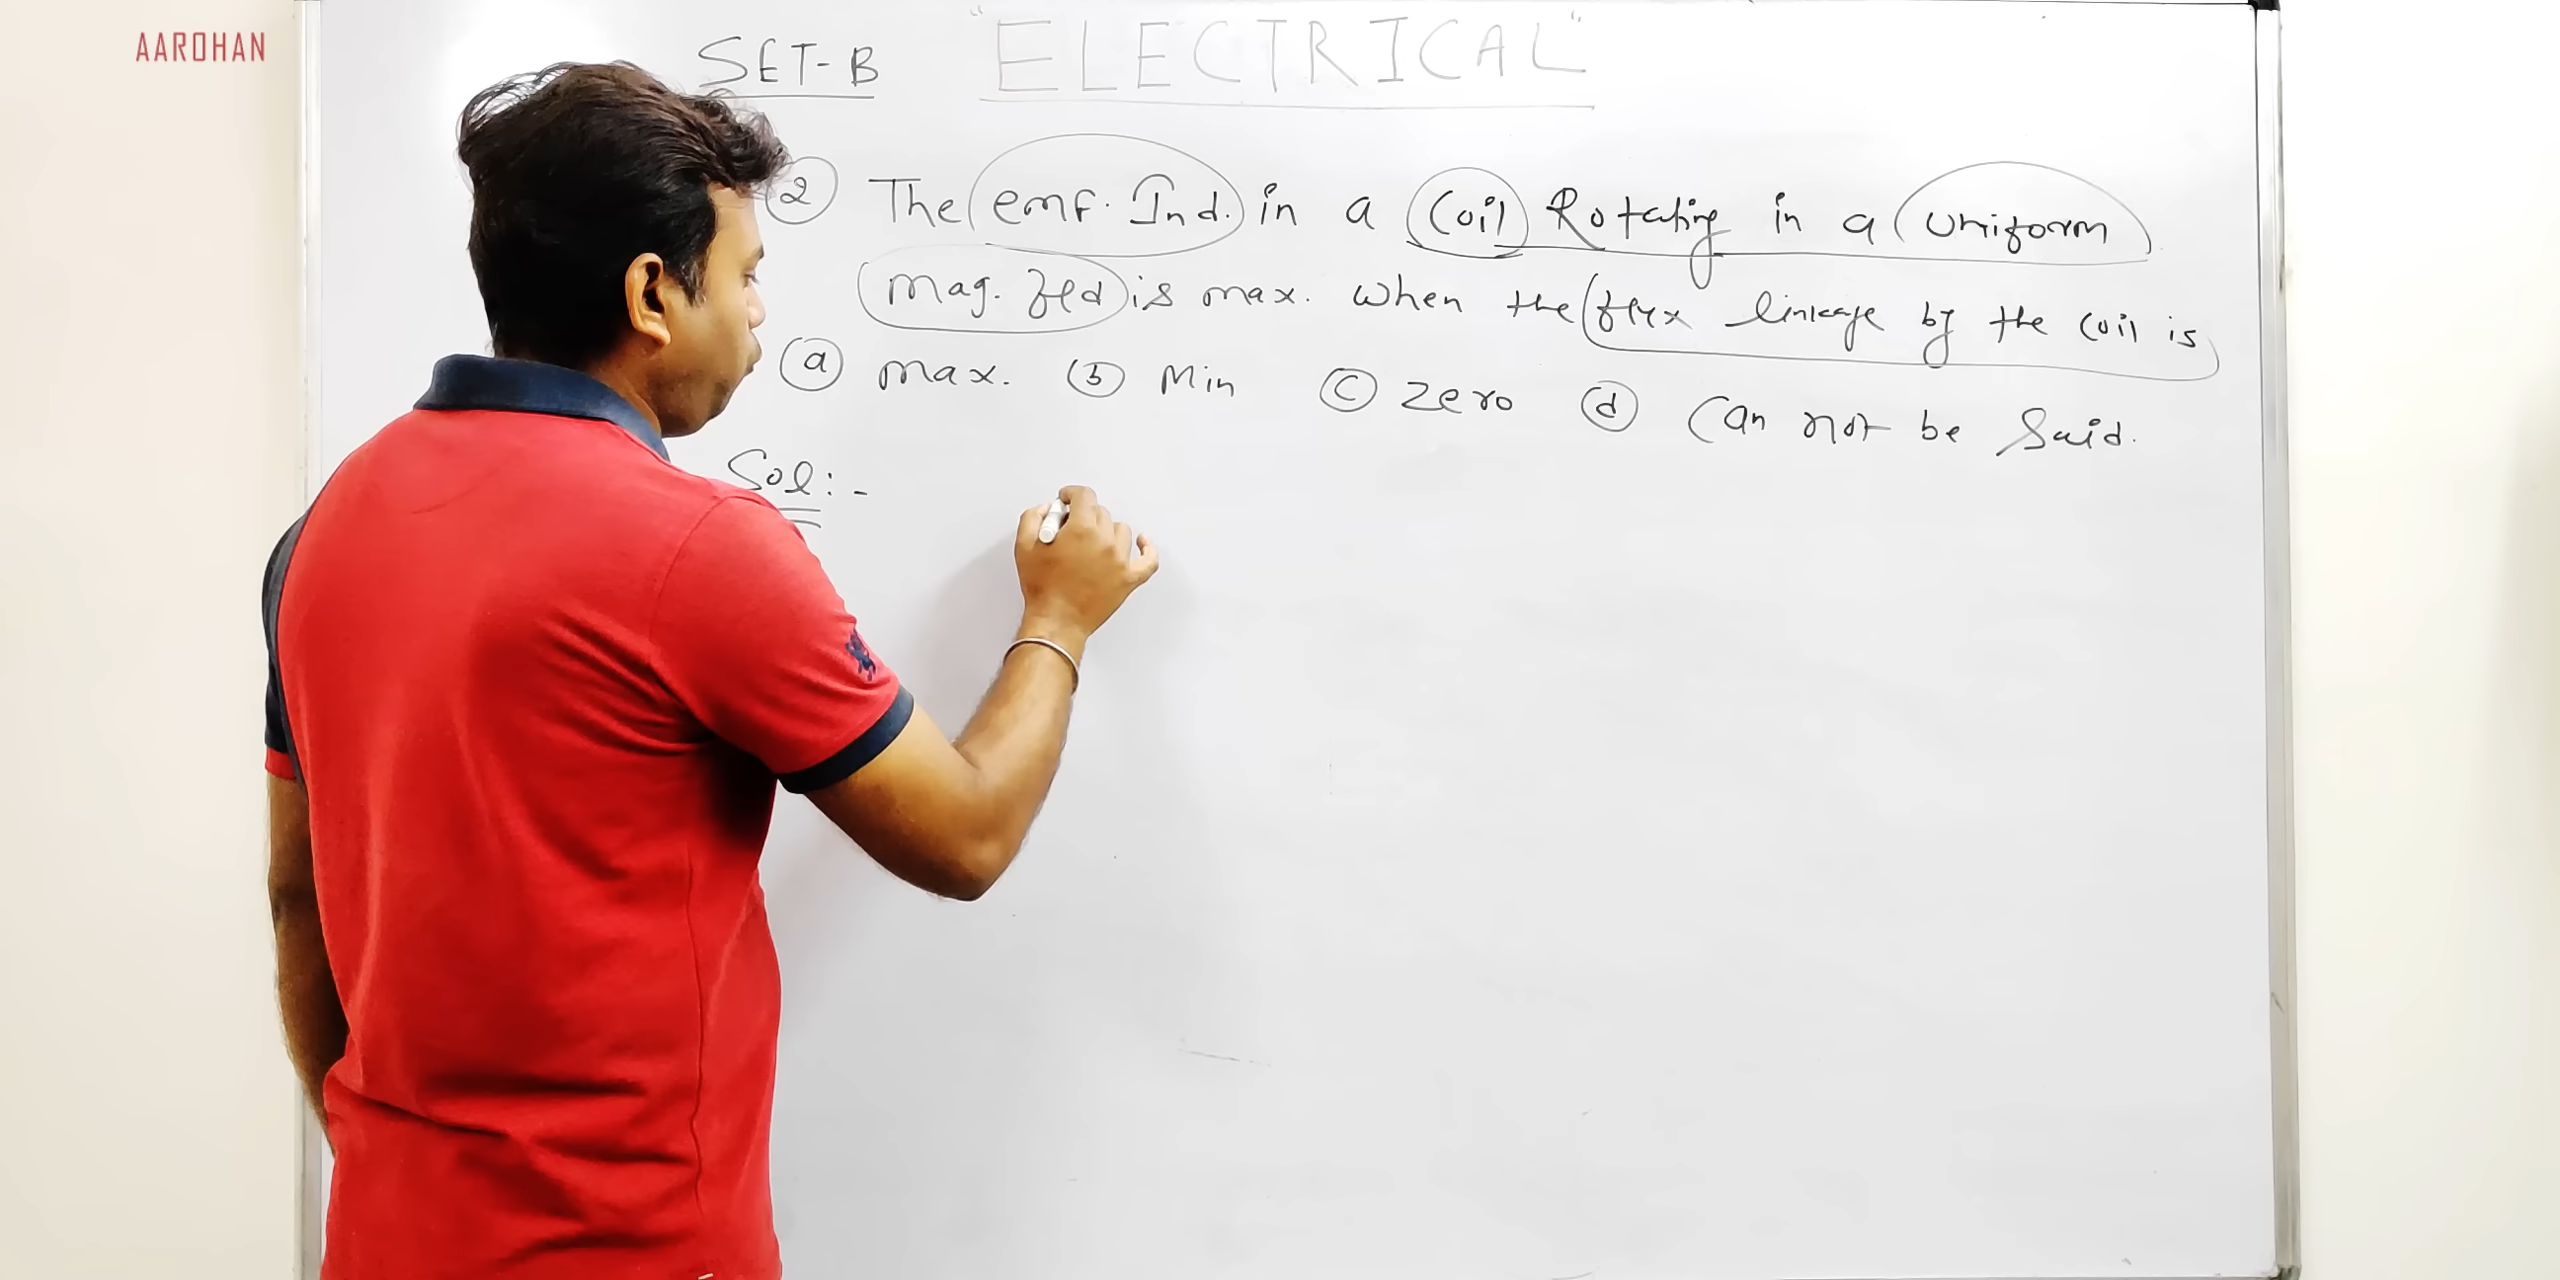 AAROHAN
SET-B "ELECTRICAL"
2 The emf. Ind. in a Coil Rotating in a Uniform
mag. feld is max. when the flux linkage by the coil is
a max. b Min c zero d Can not be Said.
Sol:-